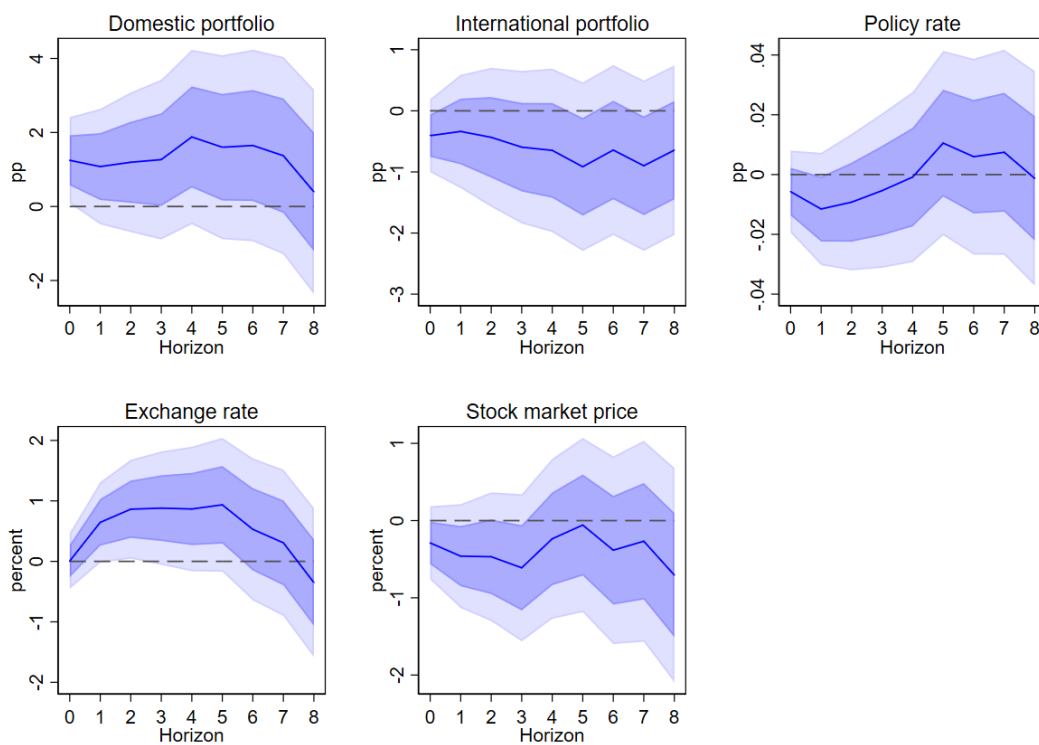 Domestic portfolio
pp
4
2
0
-2
0 1 2 3 4 5 6 7 8
Horizon
International portfolio
pp
1
0
-1
-2
-3
0 1 2 3 4 5 6 7 8
Horizon
Policy rate
pp
.04
.02
0
-.02
-.04
0 1 2 3 4 5 6 7 8
Horizon
Exchange rate
percent
2
1
0
-1
-2
0 1 2 3 4 5 6 7 8
Horizon
Stock market price
percent
1
0
-1
-2
0 1 2 3 4 5 6 7 8
Horizon